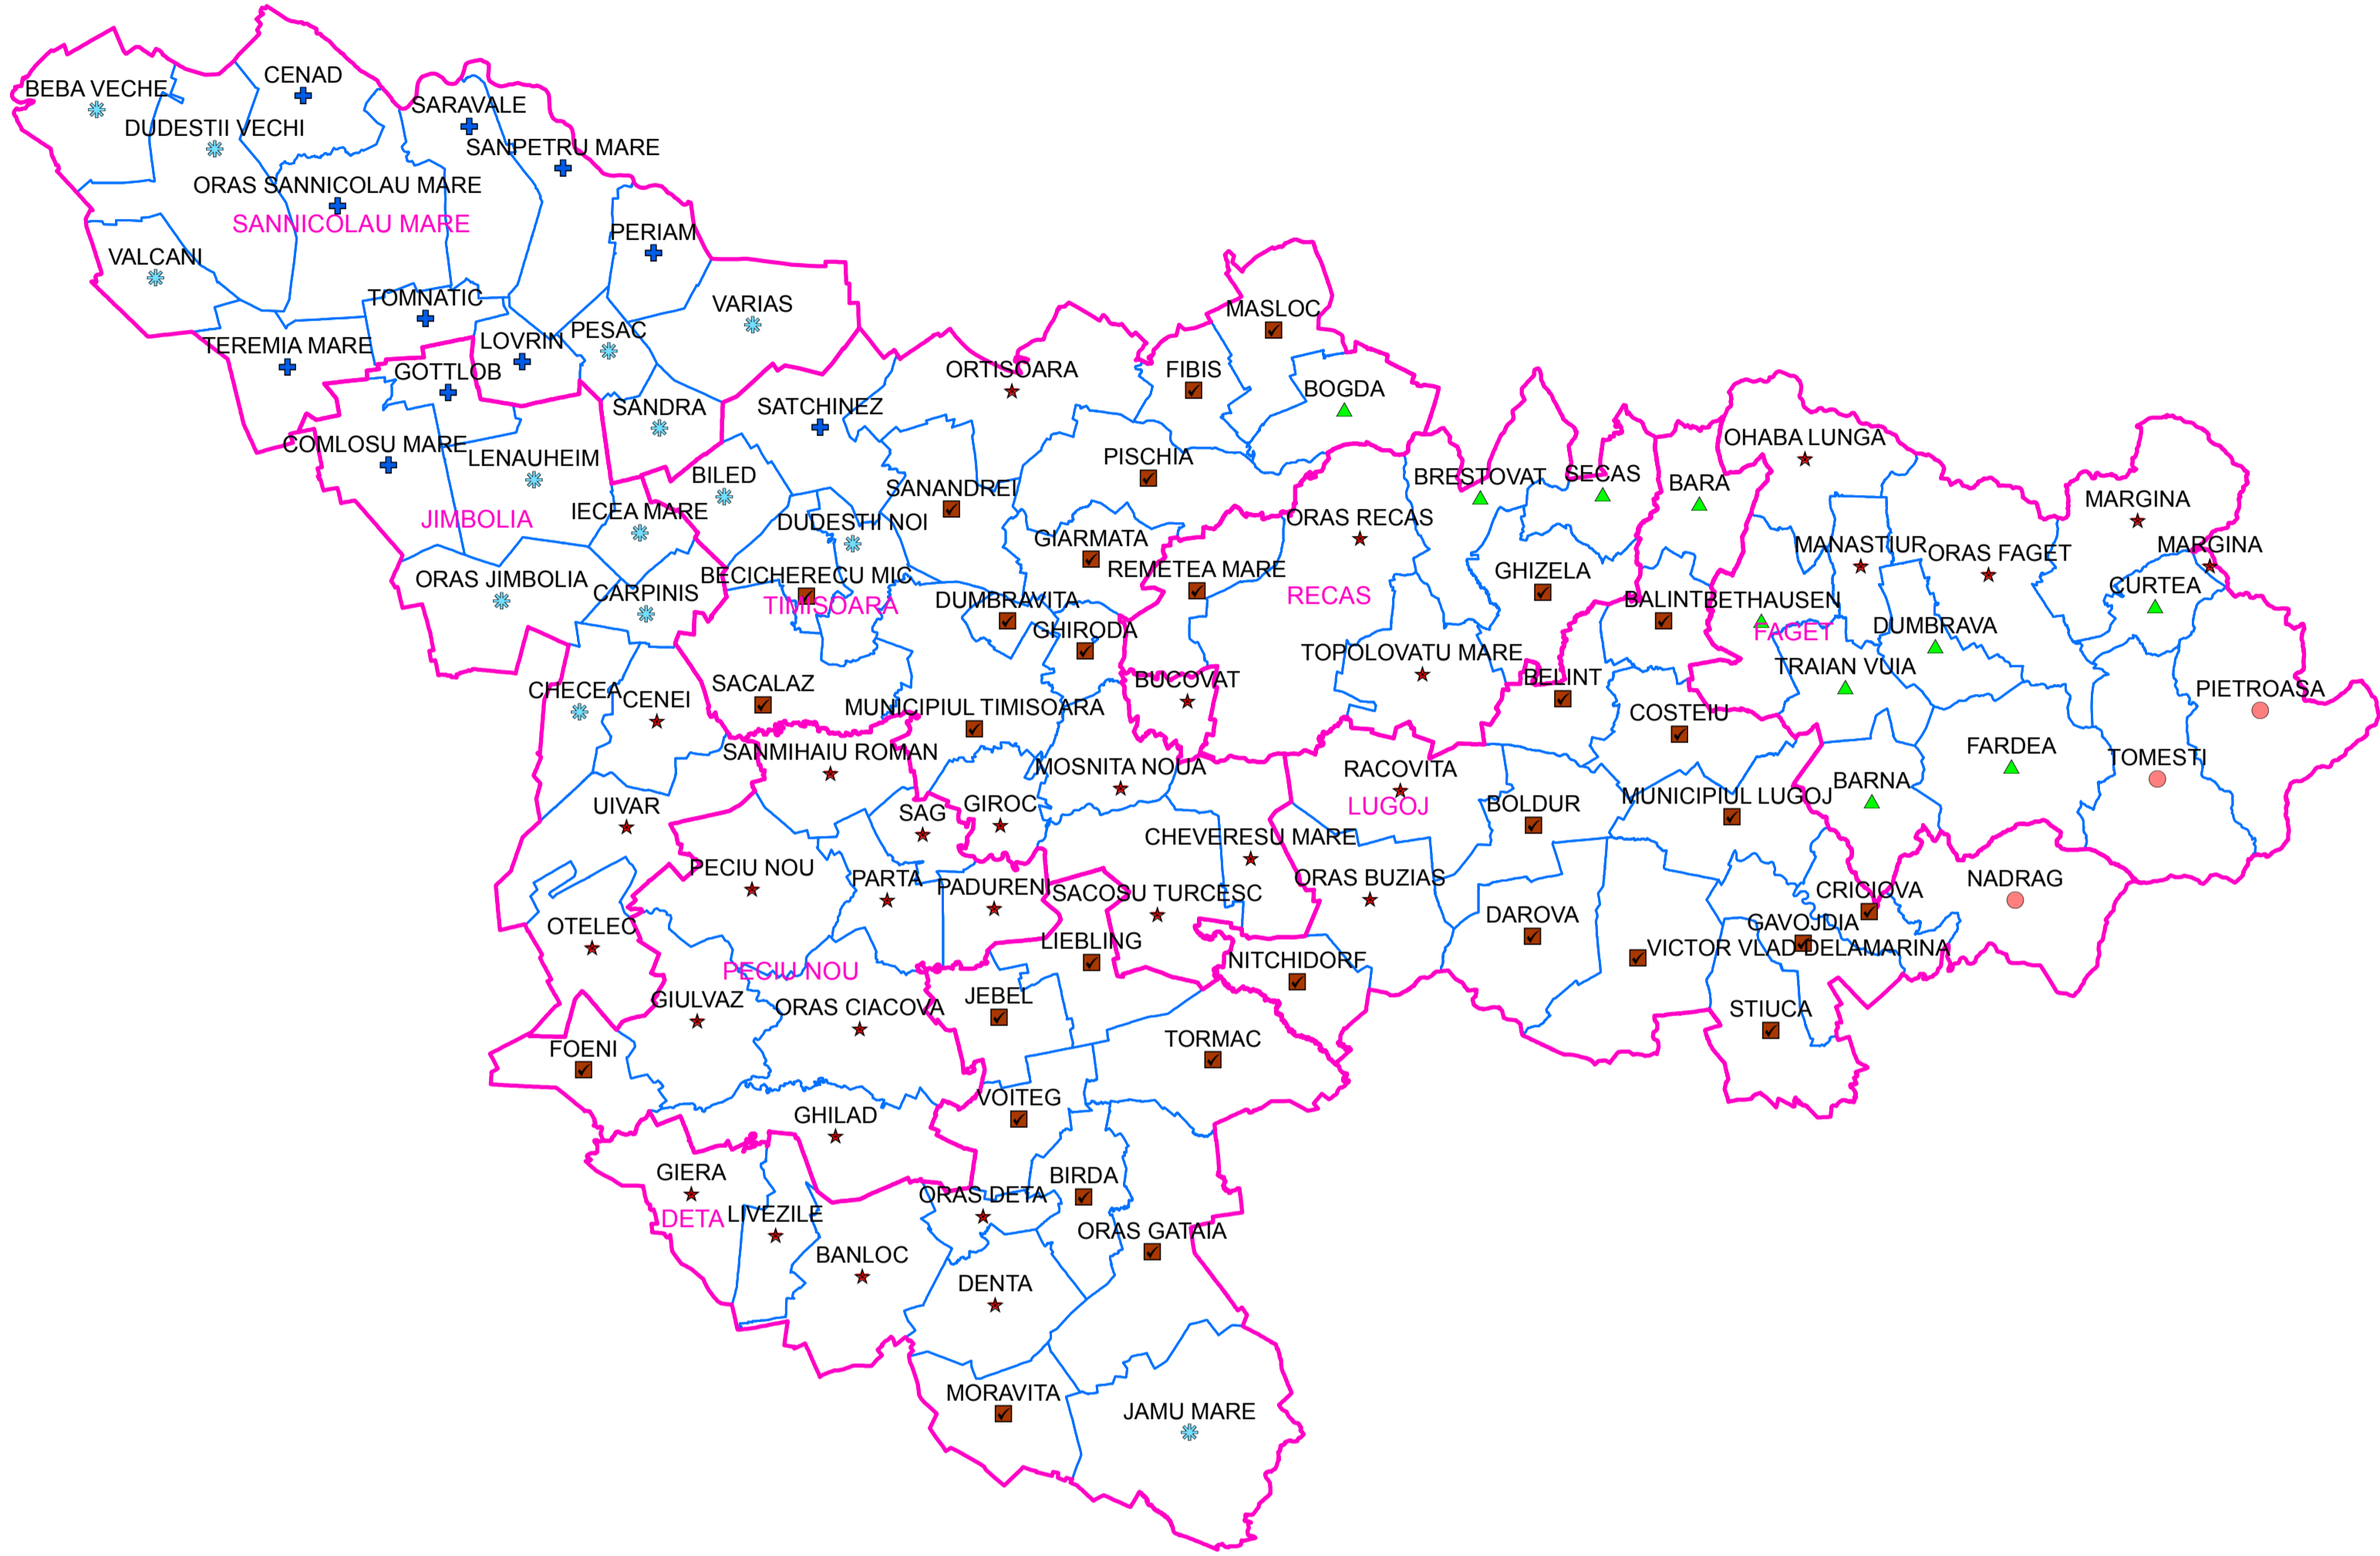 CENAD
BEBA VECHE
SARAVALE
DUDESTII VECHI
SANPETRU MARE
ORAS SANNICOLAU MARE
SANNICOLAU MARE
PERIAM
VALCANI
TOMNATIC
VARIAS
MASLOC
PESAC
LOVRIN
TEREMIA MARE
GOTTLOB
ORTISOARA
FIBIS
BOGDA
SANDRA
SATCHINEZ
OHABA LUNGA
COMLOSU MARE
LENAUHEIM
PISCHIA
BILED
SANANDREI
BRESTOVAT
SECAS
BARA
MARGINA
IECEA MARE
JIMBOLIA
DUDESTII NOI
ORAS RECAS
GIARMATA
MANASTIUR
ORAS FAGET
MARGINA
REMETEA MARE
GHIZELA
ORAS JIMBOLIA
BECICHERECU MIC
CURTEA
CARPINIS
TIMISOARA
DUMBRAVITA
RECAS
BALINT
BETHAUSEN
GHIRODA
FAGET
DUMBRAVA
TOPOLOVATU MARE
TRAIAN VUIA
CHECEA
CENEI
SACALAZ
BUCOVAT
BELINT
PIETROASA
MUNICIPIUL TIMISOARA
COSTEIU
SANMIHAIU ROMAN
FARDEA
TOMESTI
MOSNITA NOUA
RACOVITA
BARNA
UIVAR
SAG
GIROC
LUGOJ
BOLDUR
MUNICIPIUL LUGOJ
CHEVERESU MARE
PECIU NOU
PARTA
PADURENI
SACOSU TURCESC
ORAS BUZIAS
NADRAG
CRICIOVA
OTELEC
DAROVA
GAVOJDIA
LIEBLING
VICTOR VLAD DELAMARINA
PECIU NOU
NITCHIDORF
GIULVAZ
ORAS CIACOVA
JEBEL
STIUCA
FOENI
TORMAC
GHILAD
VOITEG
GIERA
BIRDA
DETA
LIVEZILE
ORAS DETA
ORAS GATAIA
BANLOC
DENTA
MORAVITA
JAMU MARE